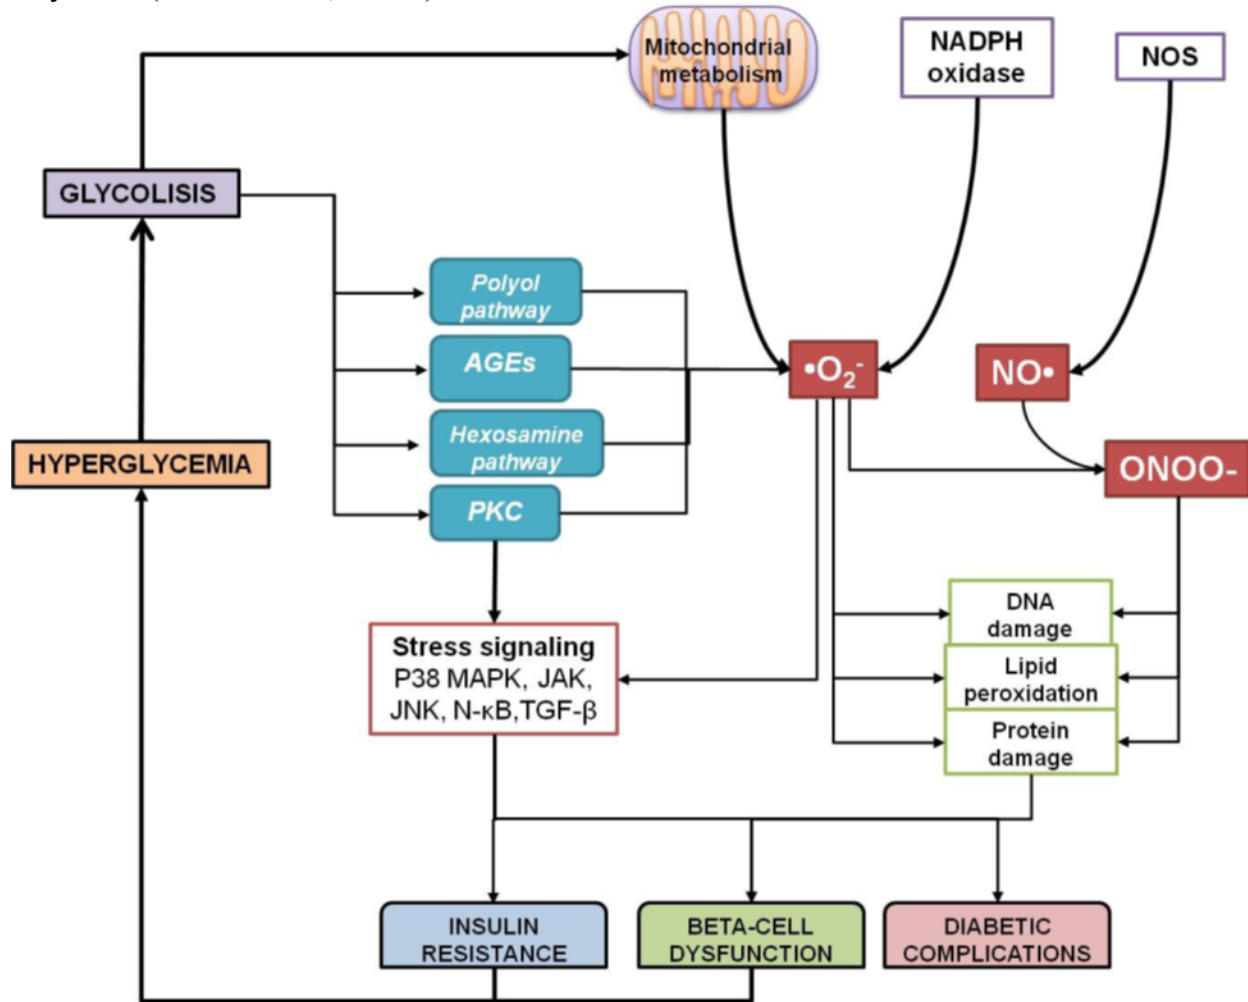 Mitochondrial
metabolism
NADPH
oxidase
NOS
GLYCOLISIS
Polyol
pathway
AGEs
•O₂⁻
NO•
Hexosamine
pathway
HYPERGLYCEMIA
ONOO-
PKC
DNA
damage
Stress signaling
P38 MAPK, JAK,
JNK, N-κB,TGF-β
Lipid
peroxidation
Protein
damage
INSULIN
RESISTANCE
BETA-CELL
DYSFUNCTION
DIABETIC
COMPLICATIONS